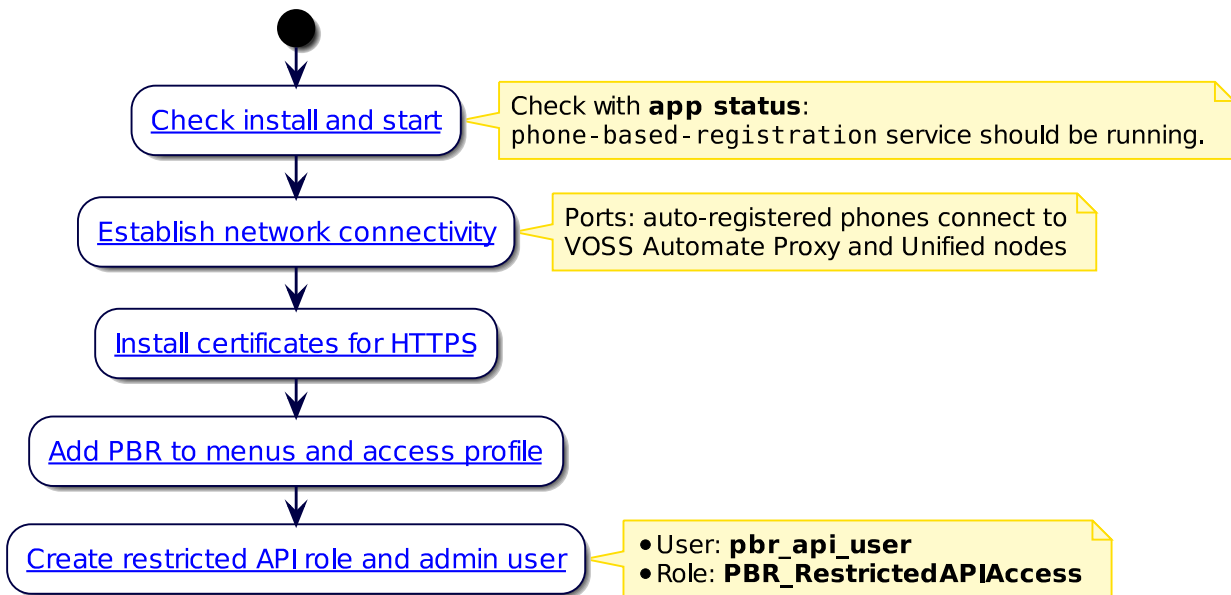 Check install and start
Check with app status:
phone-based-registration service should be running.
Establish network connectivity
Ports: auto-registered phones connect to
VOSS Automate Proxy and Unified nodes
Install certificates for HTTPS
Add PBR to menus and access profile
Create restricted API role and admin user
• User: pbr_api_user
• Role: PBR_RestrictedAPIAccess